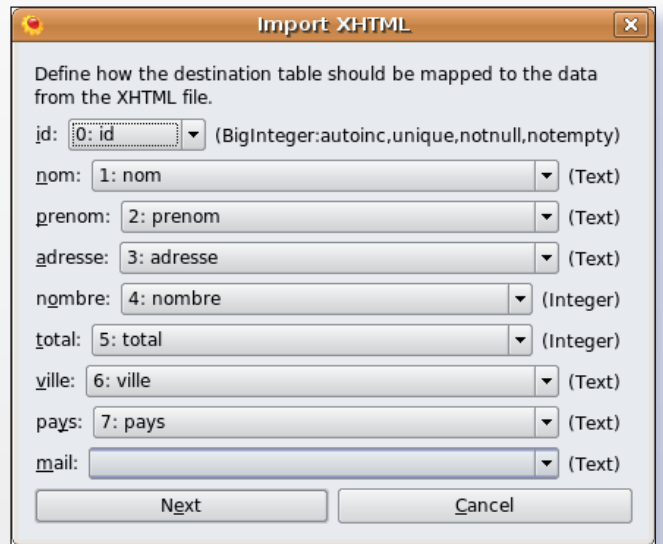 Import XHTML
Define how the destination table should be mapped to the data
from the XHTML file.
id: 0: id (BigInteger:autoinc,unique,notnull,notempty)
nom: 1: nom (Text)
prenom: 2: prenom (Text)
adresse: 3: adresse (Text)
nombre: 4: nombre (Integer)
total: 5: total (Integer)
ville: 6: ville (Text)
pays: 7: pays (Text)
mail: (Text)
Next Cancel